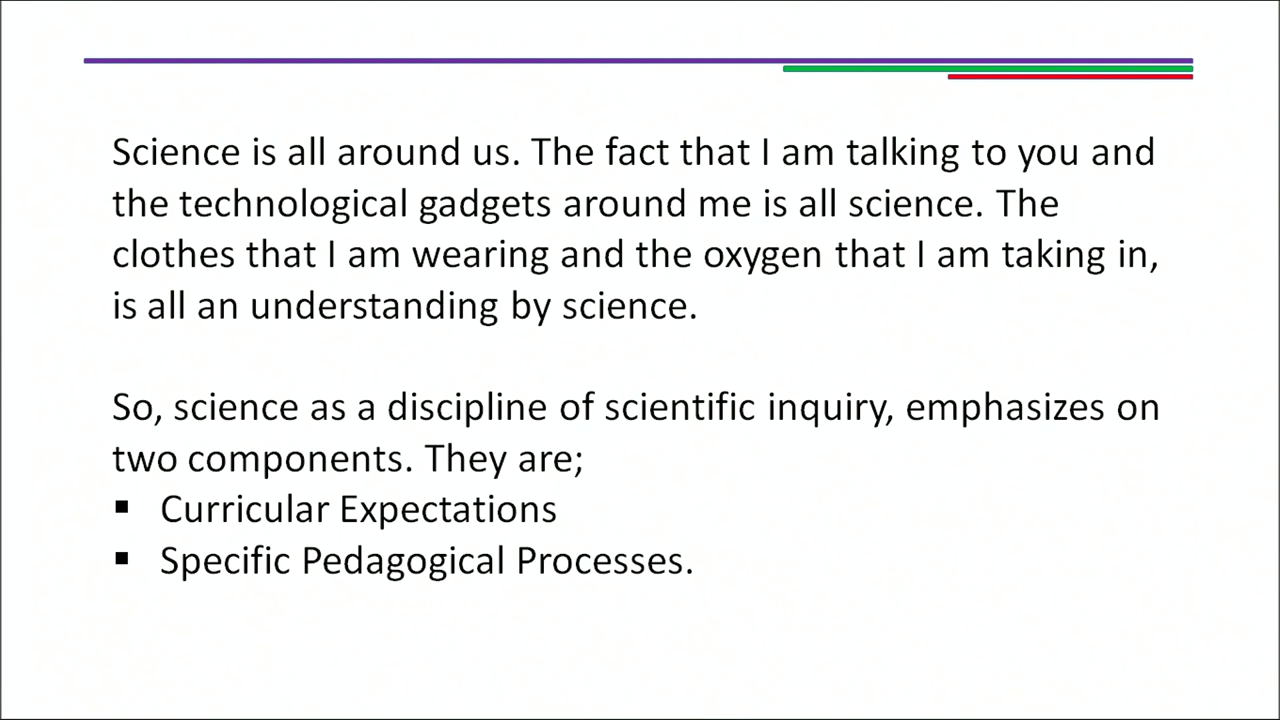 Science is all around us. The fact that I am talking to you and
the technological gadgets around me is all science. The
clothes that I am wearing and the oxygen that I am taking in,
is all an understanding by science.
So, science as a discipline of scientific inquiry, emphasizes on
two components. They are;
▪ Curricular Expectations
▪ Specific Pedagogical Processes.